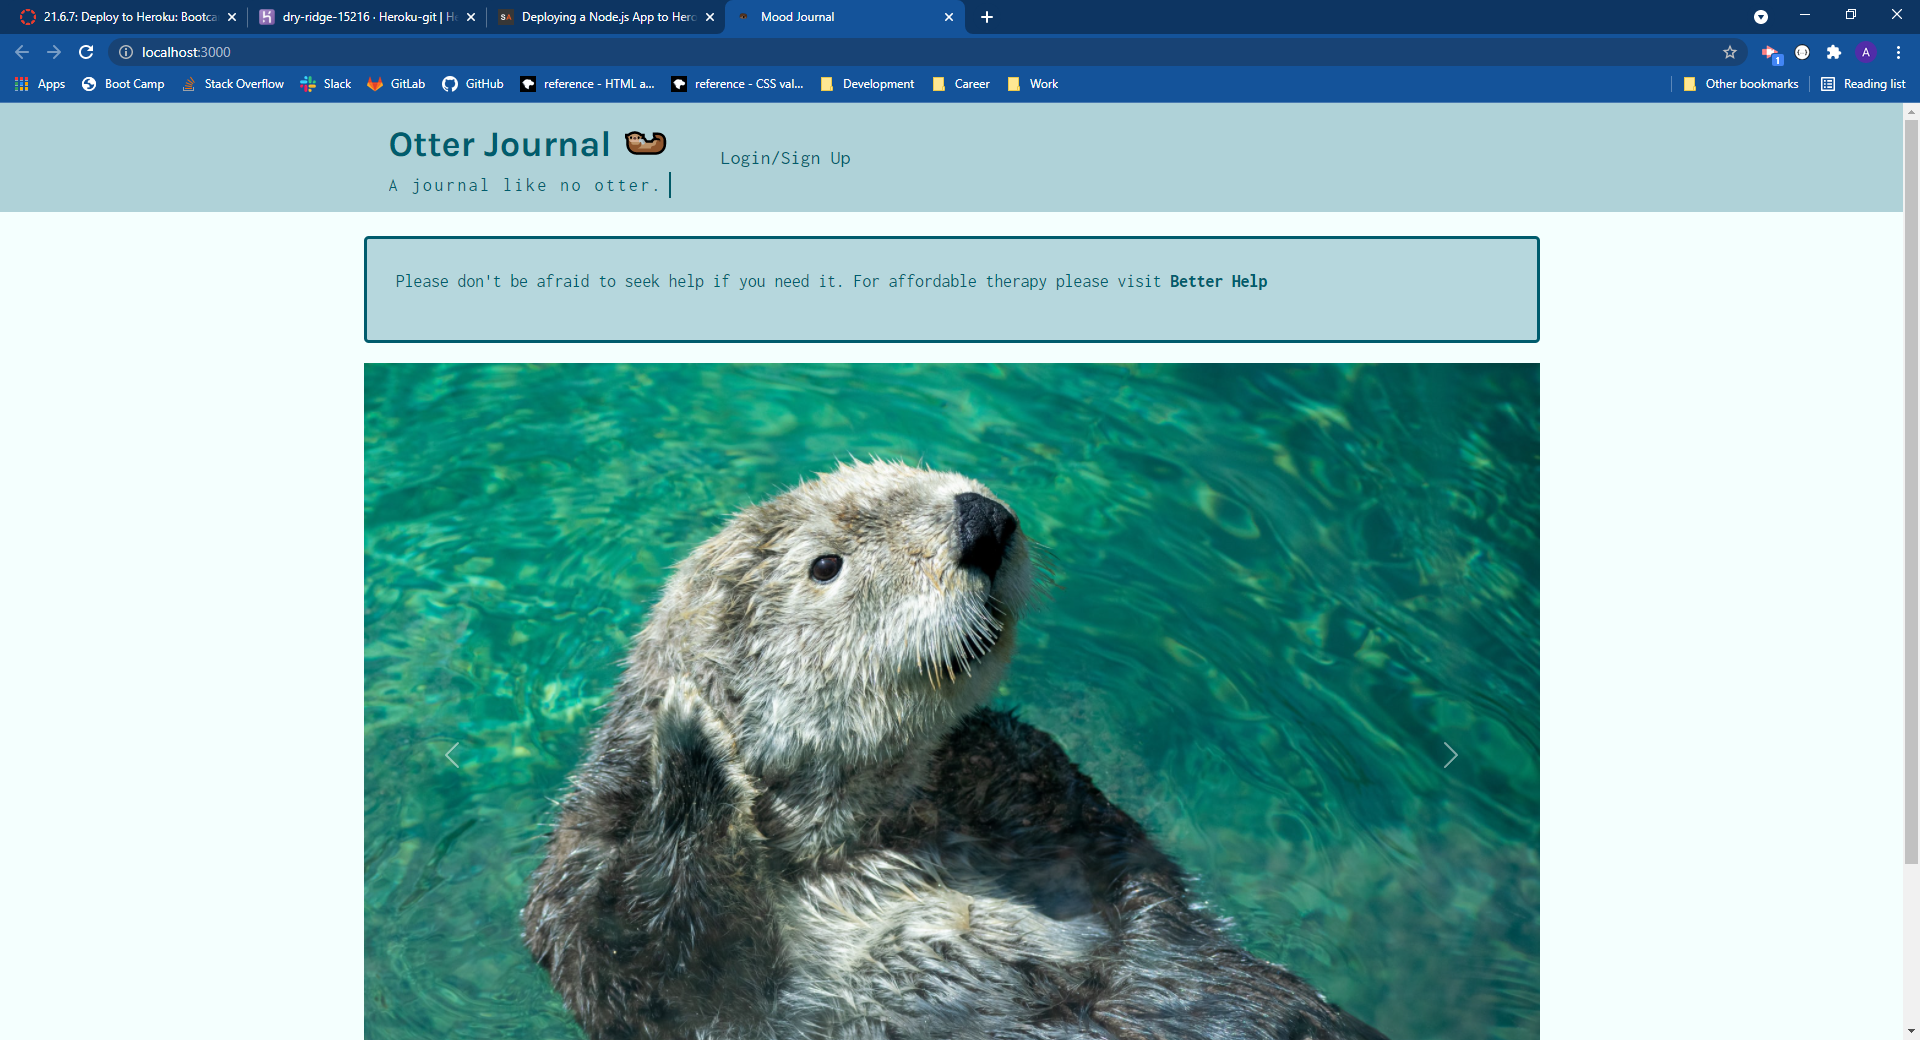 21.6.7: Deploy to Heroku: Bootca
dry-ridge-15216 · Heroku-git | He
Deploying a Node.js App to Hero
Mood Journal
localhost:3000
A
1
Apps
Boot Camp
Stack Overflow
Slack
GitLab
GitHub
reference - HTML a...
reference - CSS val...
Development
Career
Work
Other bookmarks
Reading list
Otter Journal
Login/Sign Up
A journal like no otter.
Please don't be afraid to seek help if you need it. For affordable therapy please visit Better Help